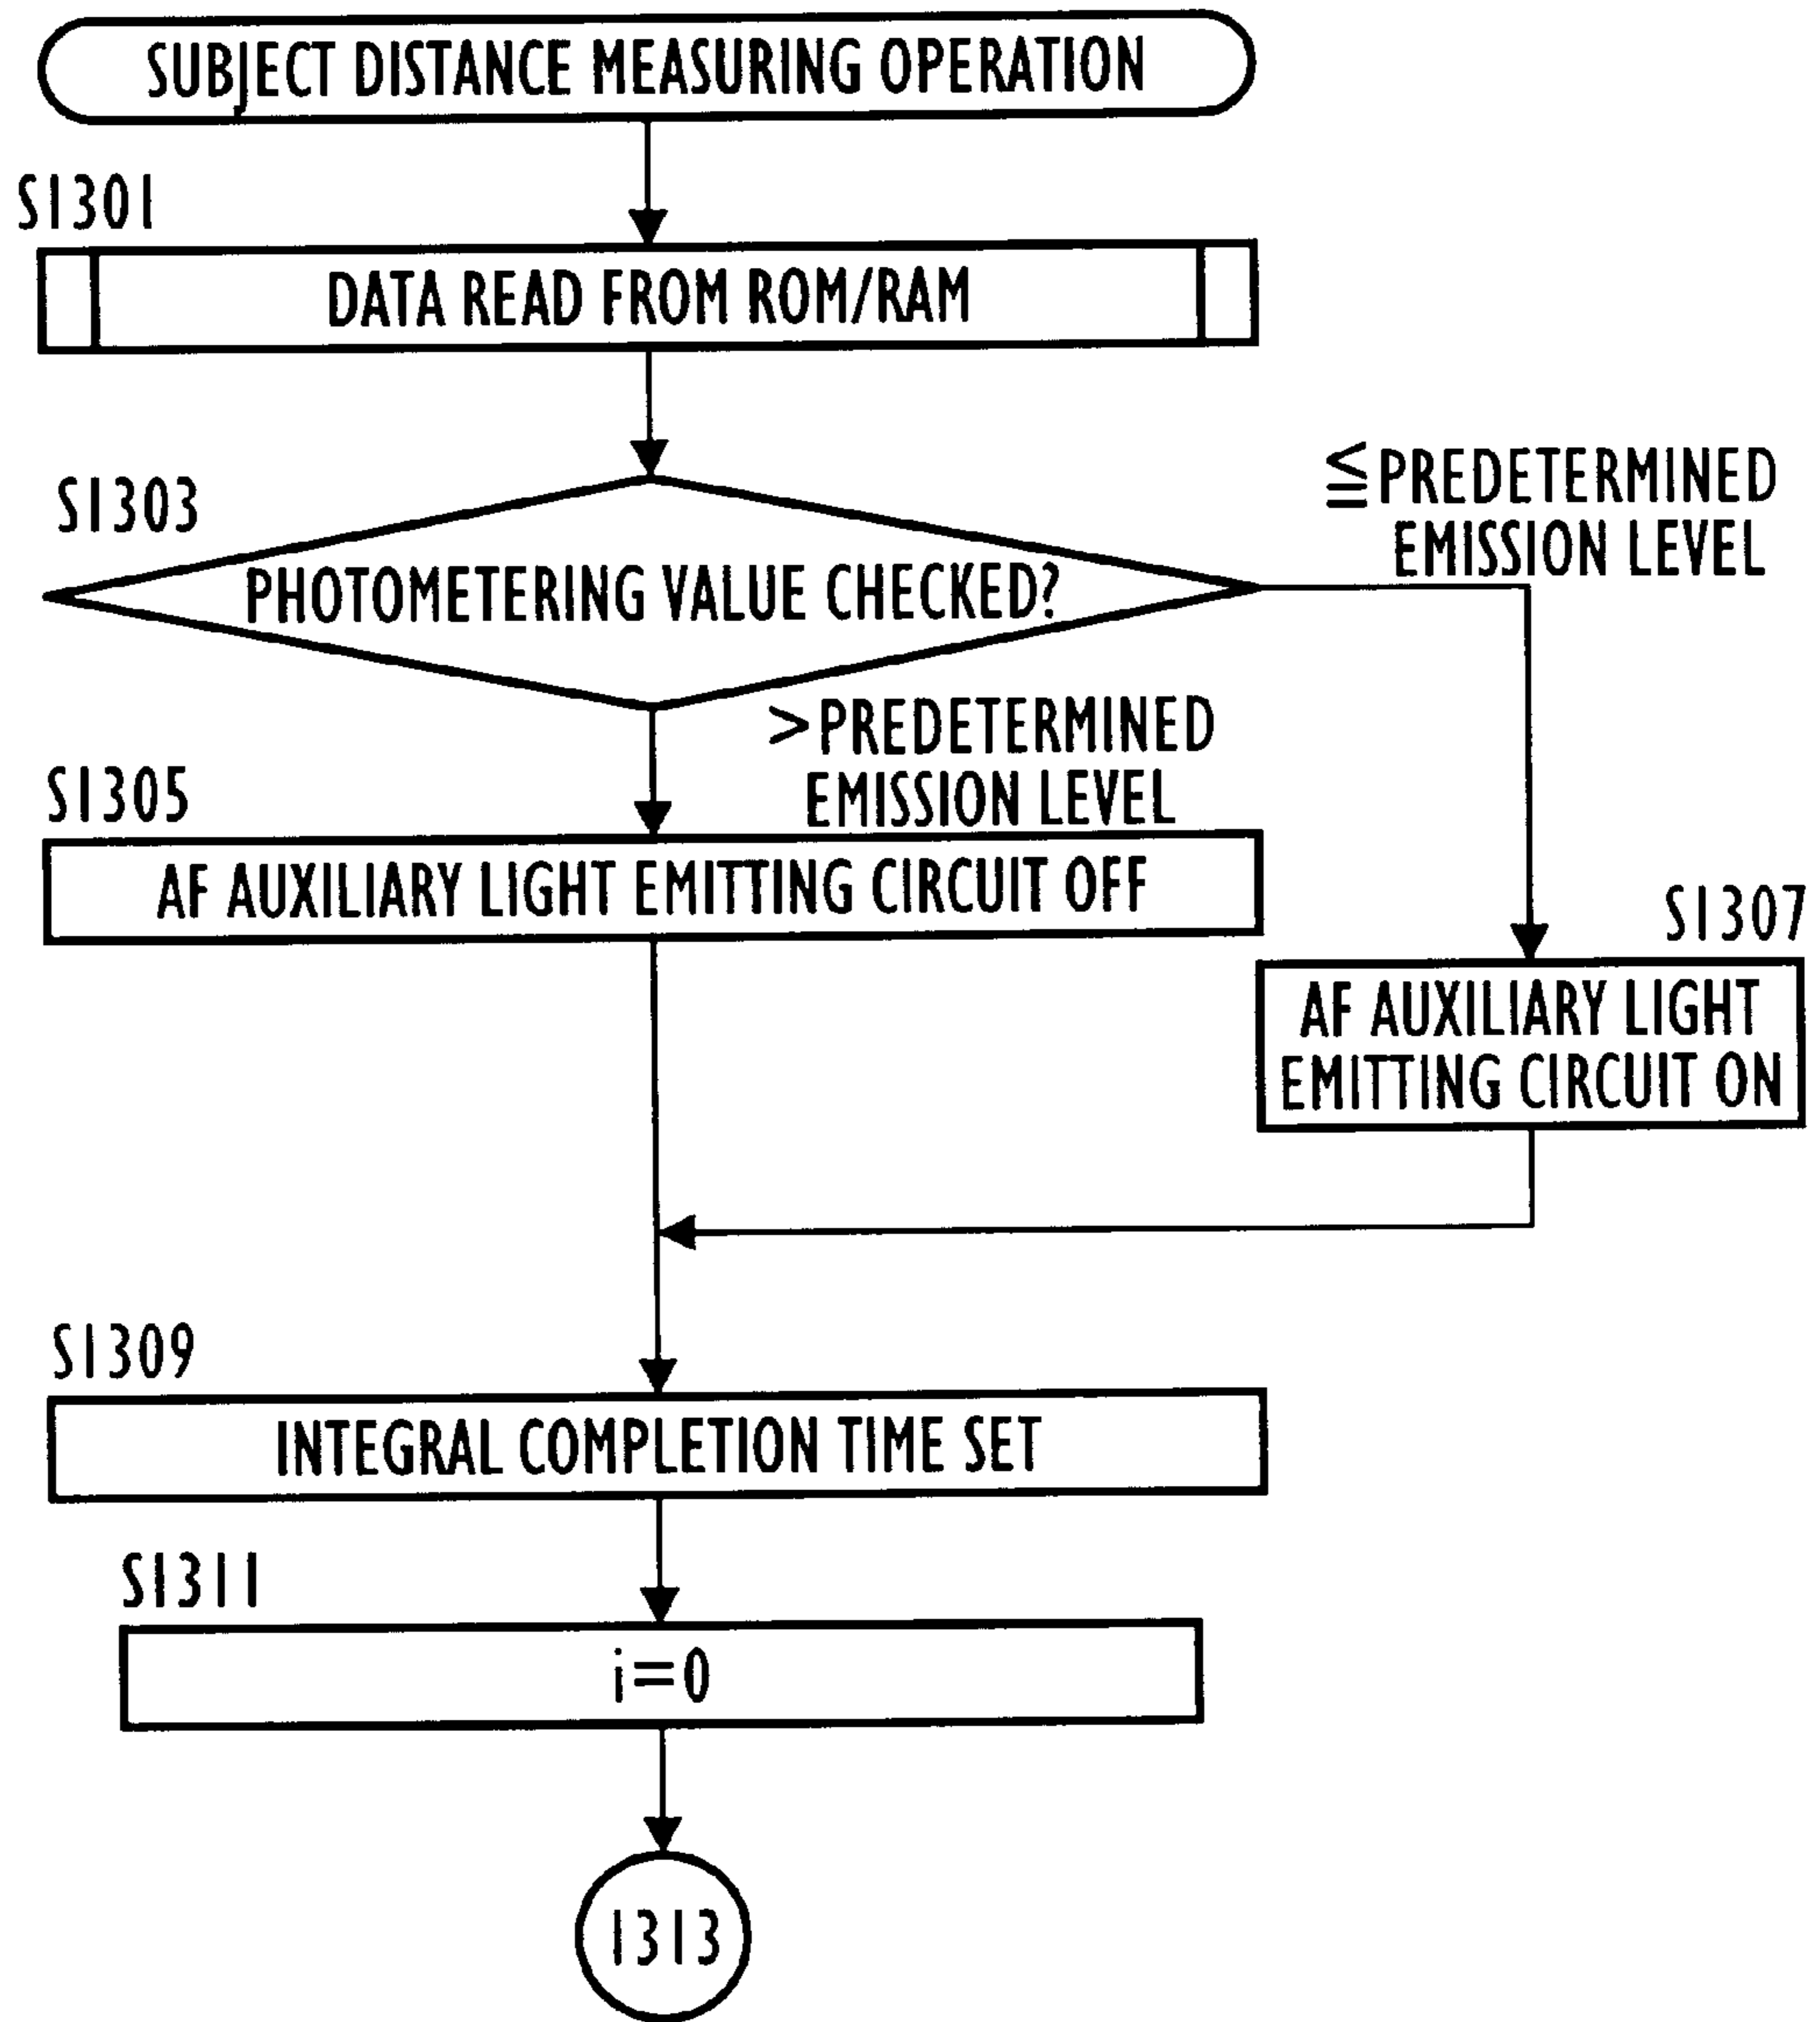 SUBJECT DISTANCE MEASURING OPERATION
S1301
DATA READ FROM ROM/RAM
S1303
PHOTOMETERING VALUE CHECKED?
≦PREDETERMINED
EMISSION LEVEL
>PREDETERMINED
EMISSION LEVEL
S1305
AF AUXILIARY LIGHT EMITTING CIRCUIT OFF
S1307
AF AUXILIARY LIGHT
EMITTING CIRCUIT ON
S1309
INTEGRAL COMPLETION TIME SET
S1311
i=0
1313